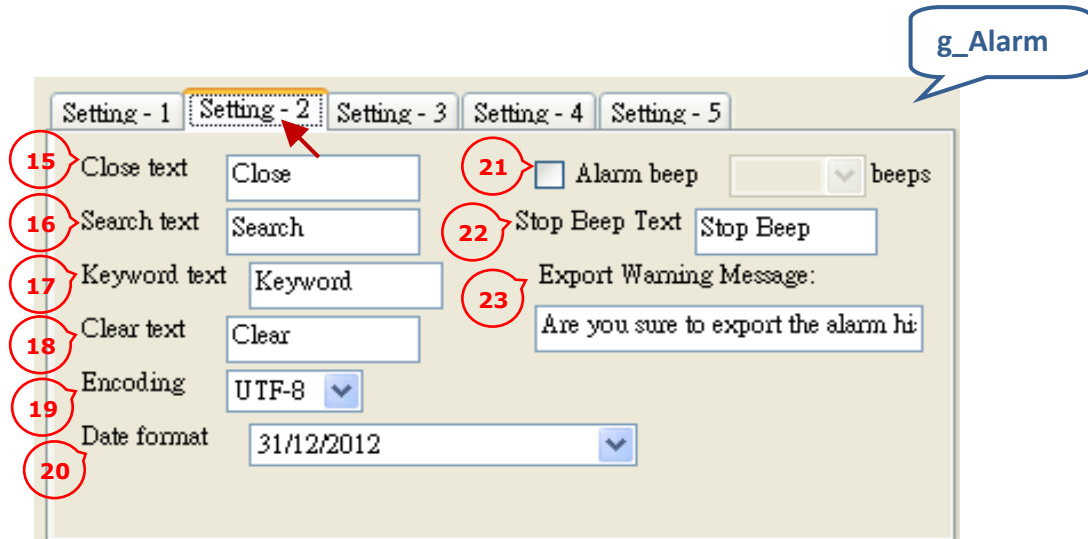 g_Alarm
Setting - 1 Setting - 2 Setting - 3 Setting - 4 Setting - 5
15 Close text Close
16 Search text Search
17 Keyword text Keyword
18 Clear text Clear
19 Encoding UTF-8
20 Date format 31/12/2012
21 Alarm beep beeps
22 Stop Beep Text Stop Beep
23 Export Warning Message:
Are you sure to export the alarm his